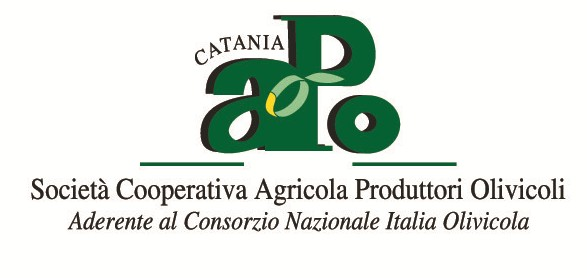 CATANIA
aPo
Società Cooperativa Agricola Produttori Olivicoli
Aderente al Consorzio Nazionale Italia Olivicola